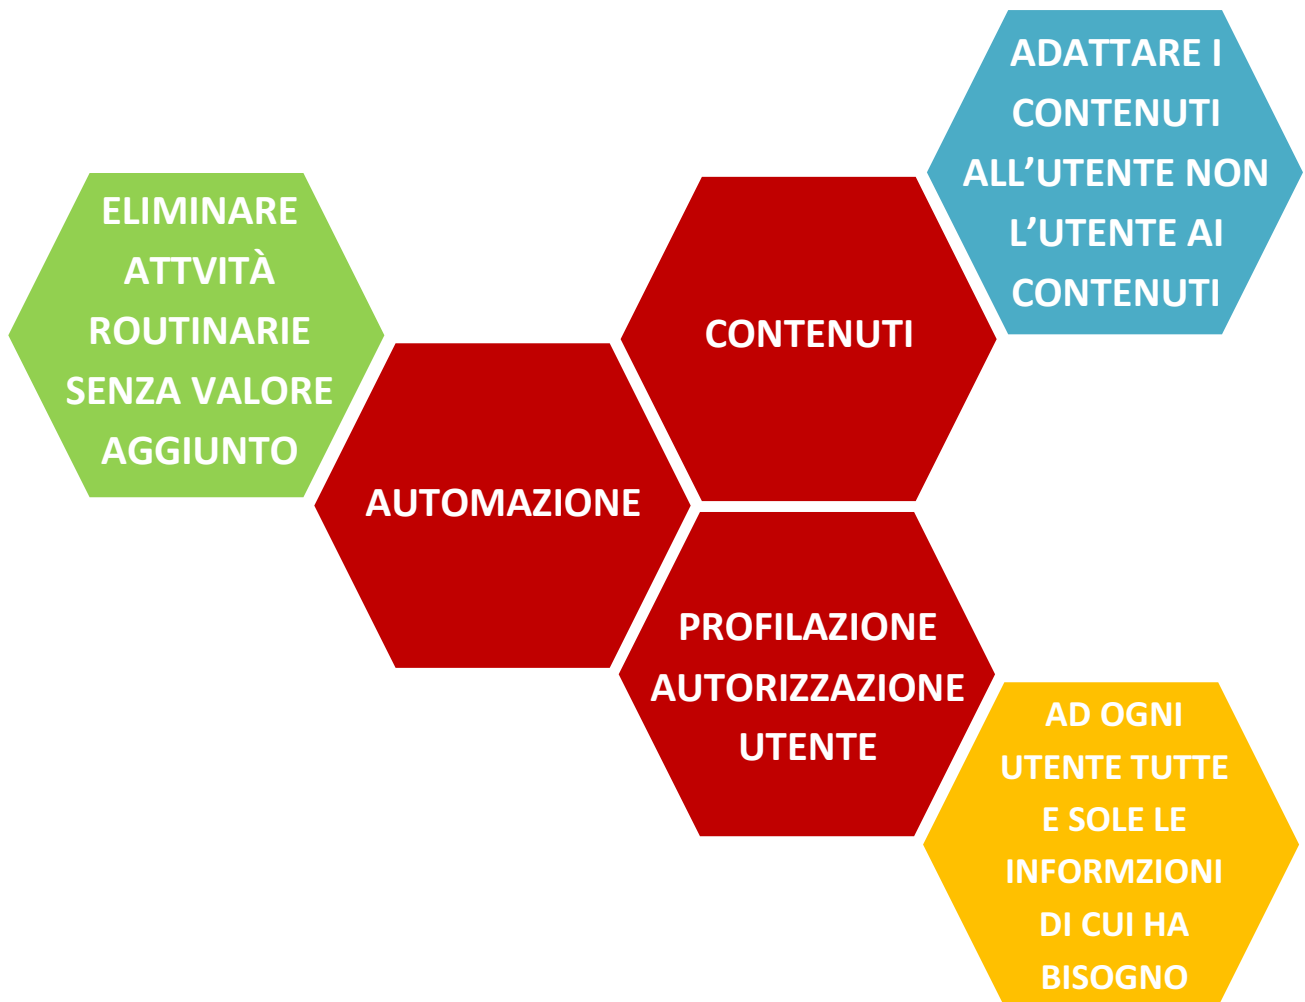 ELIMINARE
ATTVITÀ
ROUTINARIE
SENZA VALORE
AGGIUNTO
AUTOMAZIONE
CONTENUTI
ADATTARE I
CONTENUTI
ALL’UTENTE NON
L’UTENTE AI
CONTENUTI
PROFILAZIONE
AUTORIZZAZIONE
UTENTE
AD OGNI
UTENTE TUTTE
E SOLE LE
INFORMZIONI
DI CUI HA
BISOGNO